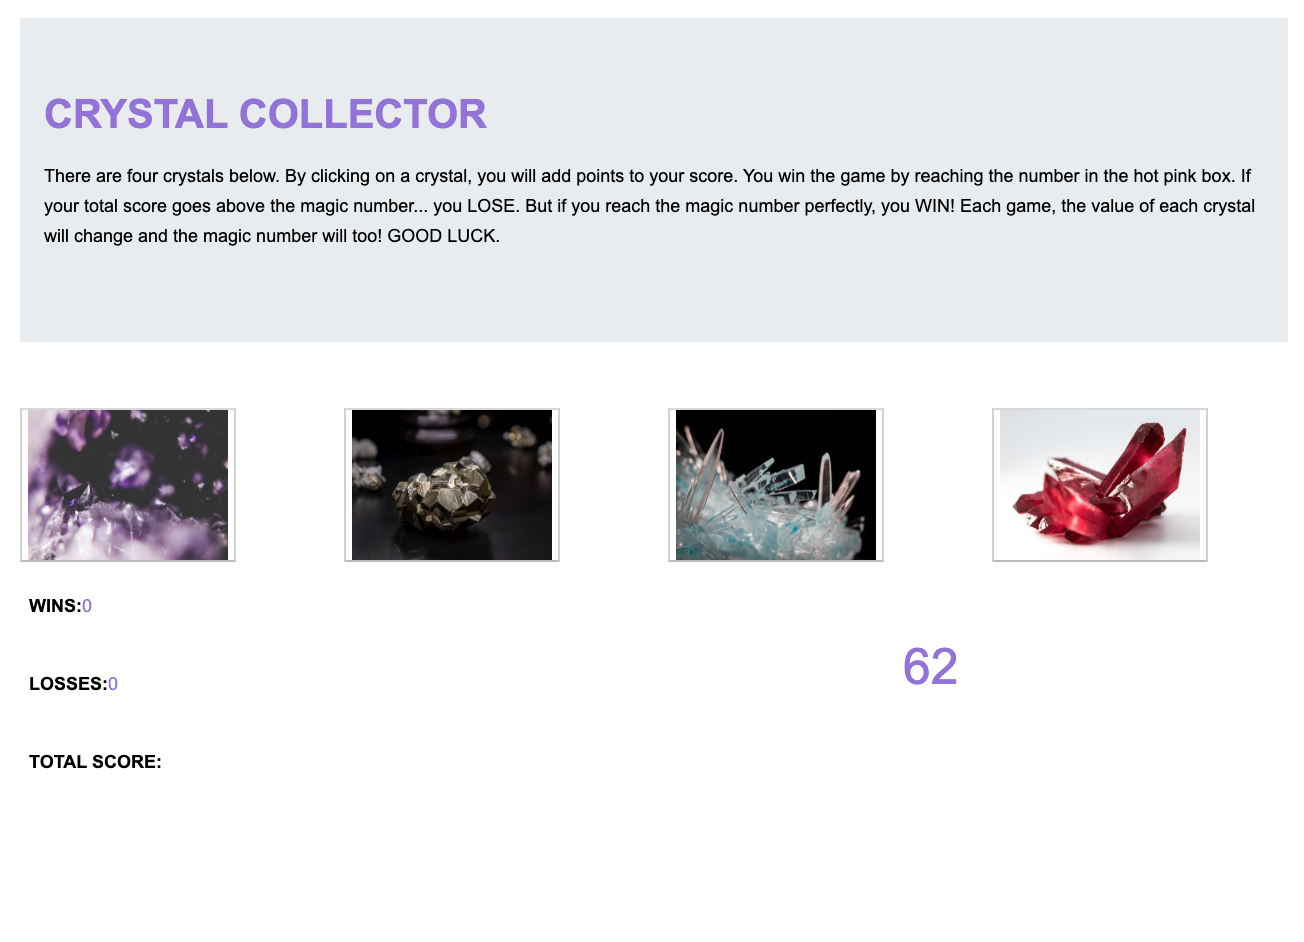 CRYSTAL COLLECTOR
There are four crystals below. By clicking on a crystal, you will add points to your score. You win the game by reaching the number in the hot pink box. If
your total score goes above the magic number... you LOSE. But if you reach the magic number perfectly, you WIN! Each game, the value of each crystal
will change and the magic number will too! GOOD LUCK.
WINS:0
62
LOSSES:0
TOTAL SCORE: